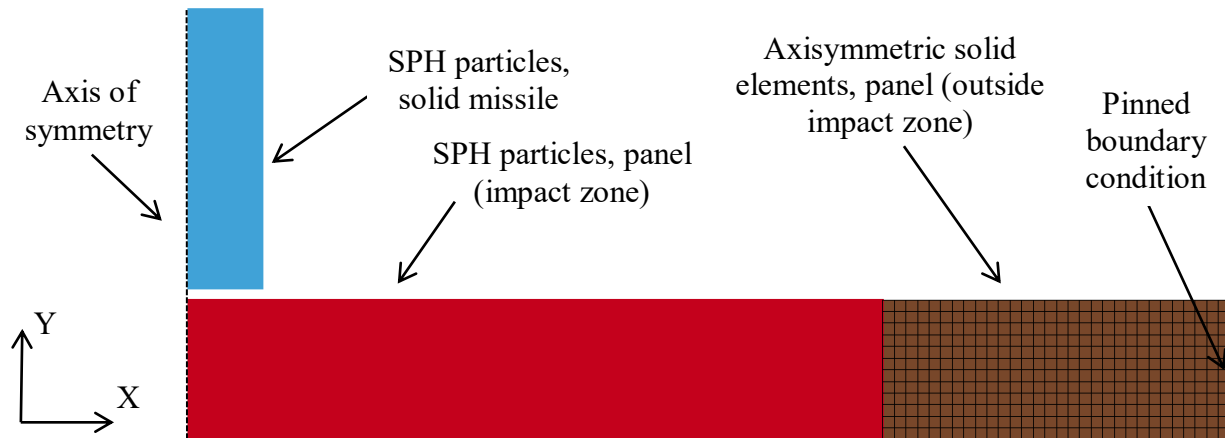 Axis of
symmetry
SPH particles,
solid missile
SPH particles, panel
(impact zone)
Axisymmetric solid
elements, panel (outside
impact zone)
Pinned
boundary
condition
Y
X